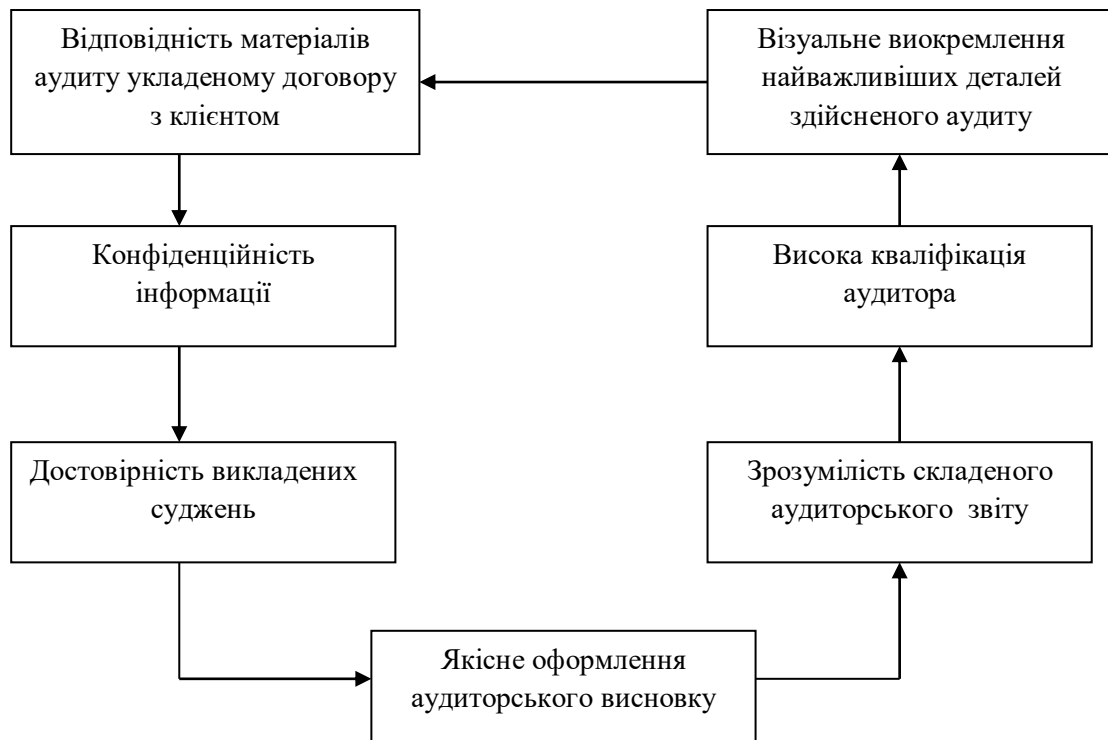 Відповідність матеріалів
аудиту укладеному договору
з клієнтом
Візуальне виокремлення
найважливіших деталей
здійсненого аудиту
Конфіденційність
інформації
Висока кваліфікація
аудитора
Достовірність викладених
суджень
Зрозумілість складеного
аудиторського звіту
Якісне оформлення
аудиторського висновку